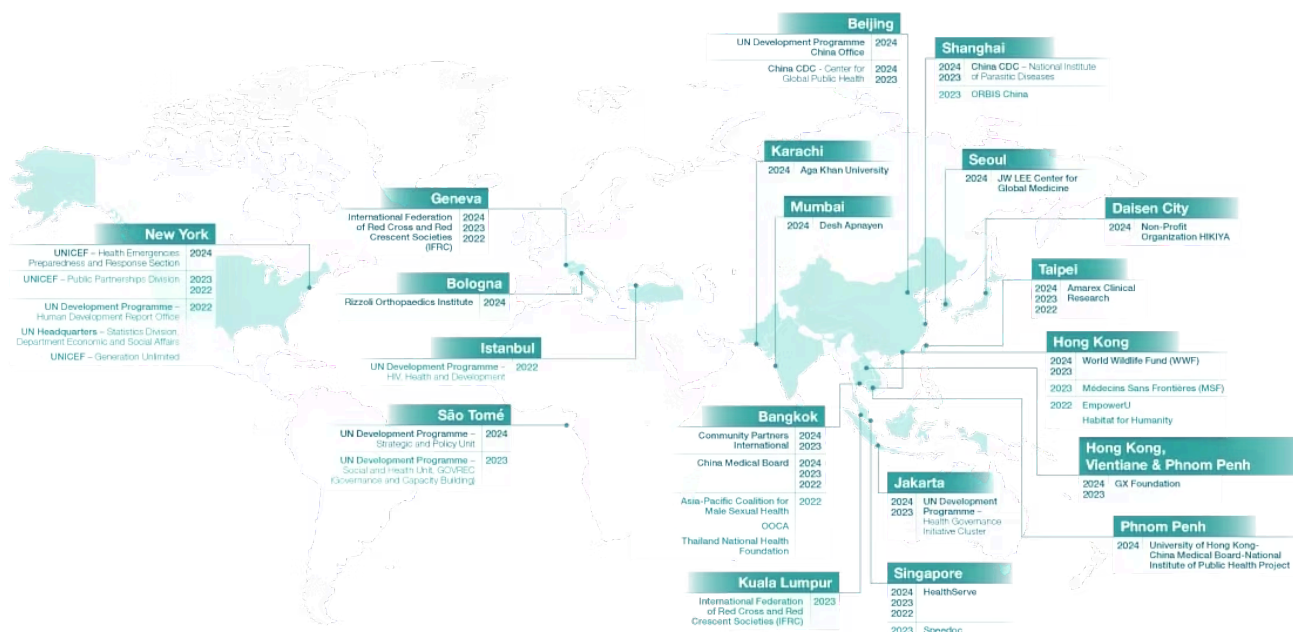 Beijing
UN Development Programme
China Office
2024
China CDC - Center for
Global Public Health
2024
2023
Shanghai
2024
2023
China CDC – National Institute
of Parasitic Diseases
2023
ORBIS China
Karachi
2024
Aga Khan University
Seoul
2024
JW LEE Center for
Global Medicine
Mumbai
2024
Desh Apnayen
Daisen City
2024
Non-Profit
Organization HIKIYA
Geneva
International Federation
of Red Cross and Red
Crescent Societies
(IFRC)
2024
2023
2022
New York
UNICEF – Health Emergencies
Preparedness and Response Section
2024
UNICEF – Public Partnerships Division
2023
2022
UN Development Programme –
Human Development Report Office
2022
UN Headquarters – Statistics Division,
Department Economic and Social Affairs
UNICEF – Generation Unlimited
Bologna
Rizzoli Orthopaedics Institute
2024
Taipei
2024
2023
2022
Amarex Clinical
Research
Istanbul
UN Development Programme –
HIV, Health and Development
2022
Hong Kong
2024
2023
World Wildlife Fund (WWF)
2023
Médecins Sans Frontières (MSF)
2022
EmpowerU
Habitat for Humanity
São Tomé
UN Development Programme –
Strategic and Policy Unit
2024
UN Development Programme –
Social and Health Unit, GOVREC
(Governance and Capacity Building)
2023
Bangkok
Community Partners
International
2024
2023
China Medical Board
2024
2023
2022
Asia-Pacific Coalition for
Male Sexual Health
2022
OOCA
Thailand National Health
Foundation
Hong Kong,
Vientiane & Phnom Penh
2024
2023
GX Foundation
Jakarta
2024
2023
UN Development
Programme –
Health Governance
Initiative Cluster
Phnom Penh
2024
University of Hong Kong-
China Medical Board-National
Institute of Public Health Project
Kuala Lumpur
International Federation
of Red Cross and Red
Crescent Societies (IFRC)
2023
Singapore
2024
2023
2022
HealthServe
2023
Speedoc